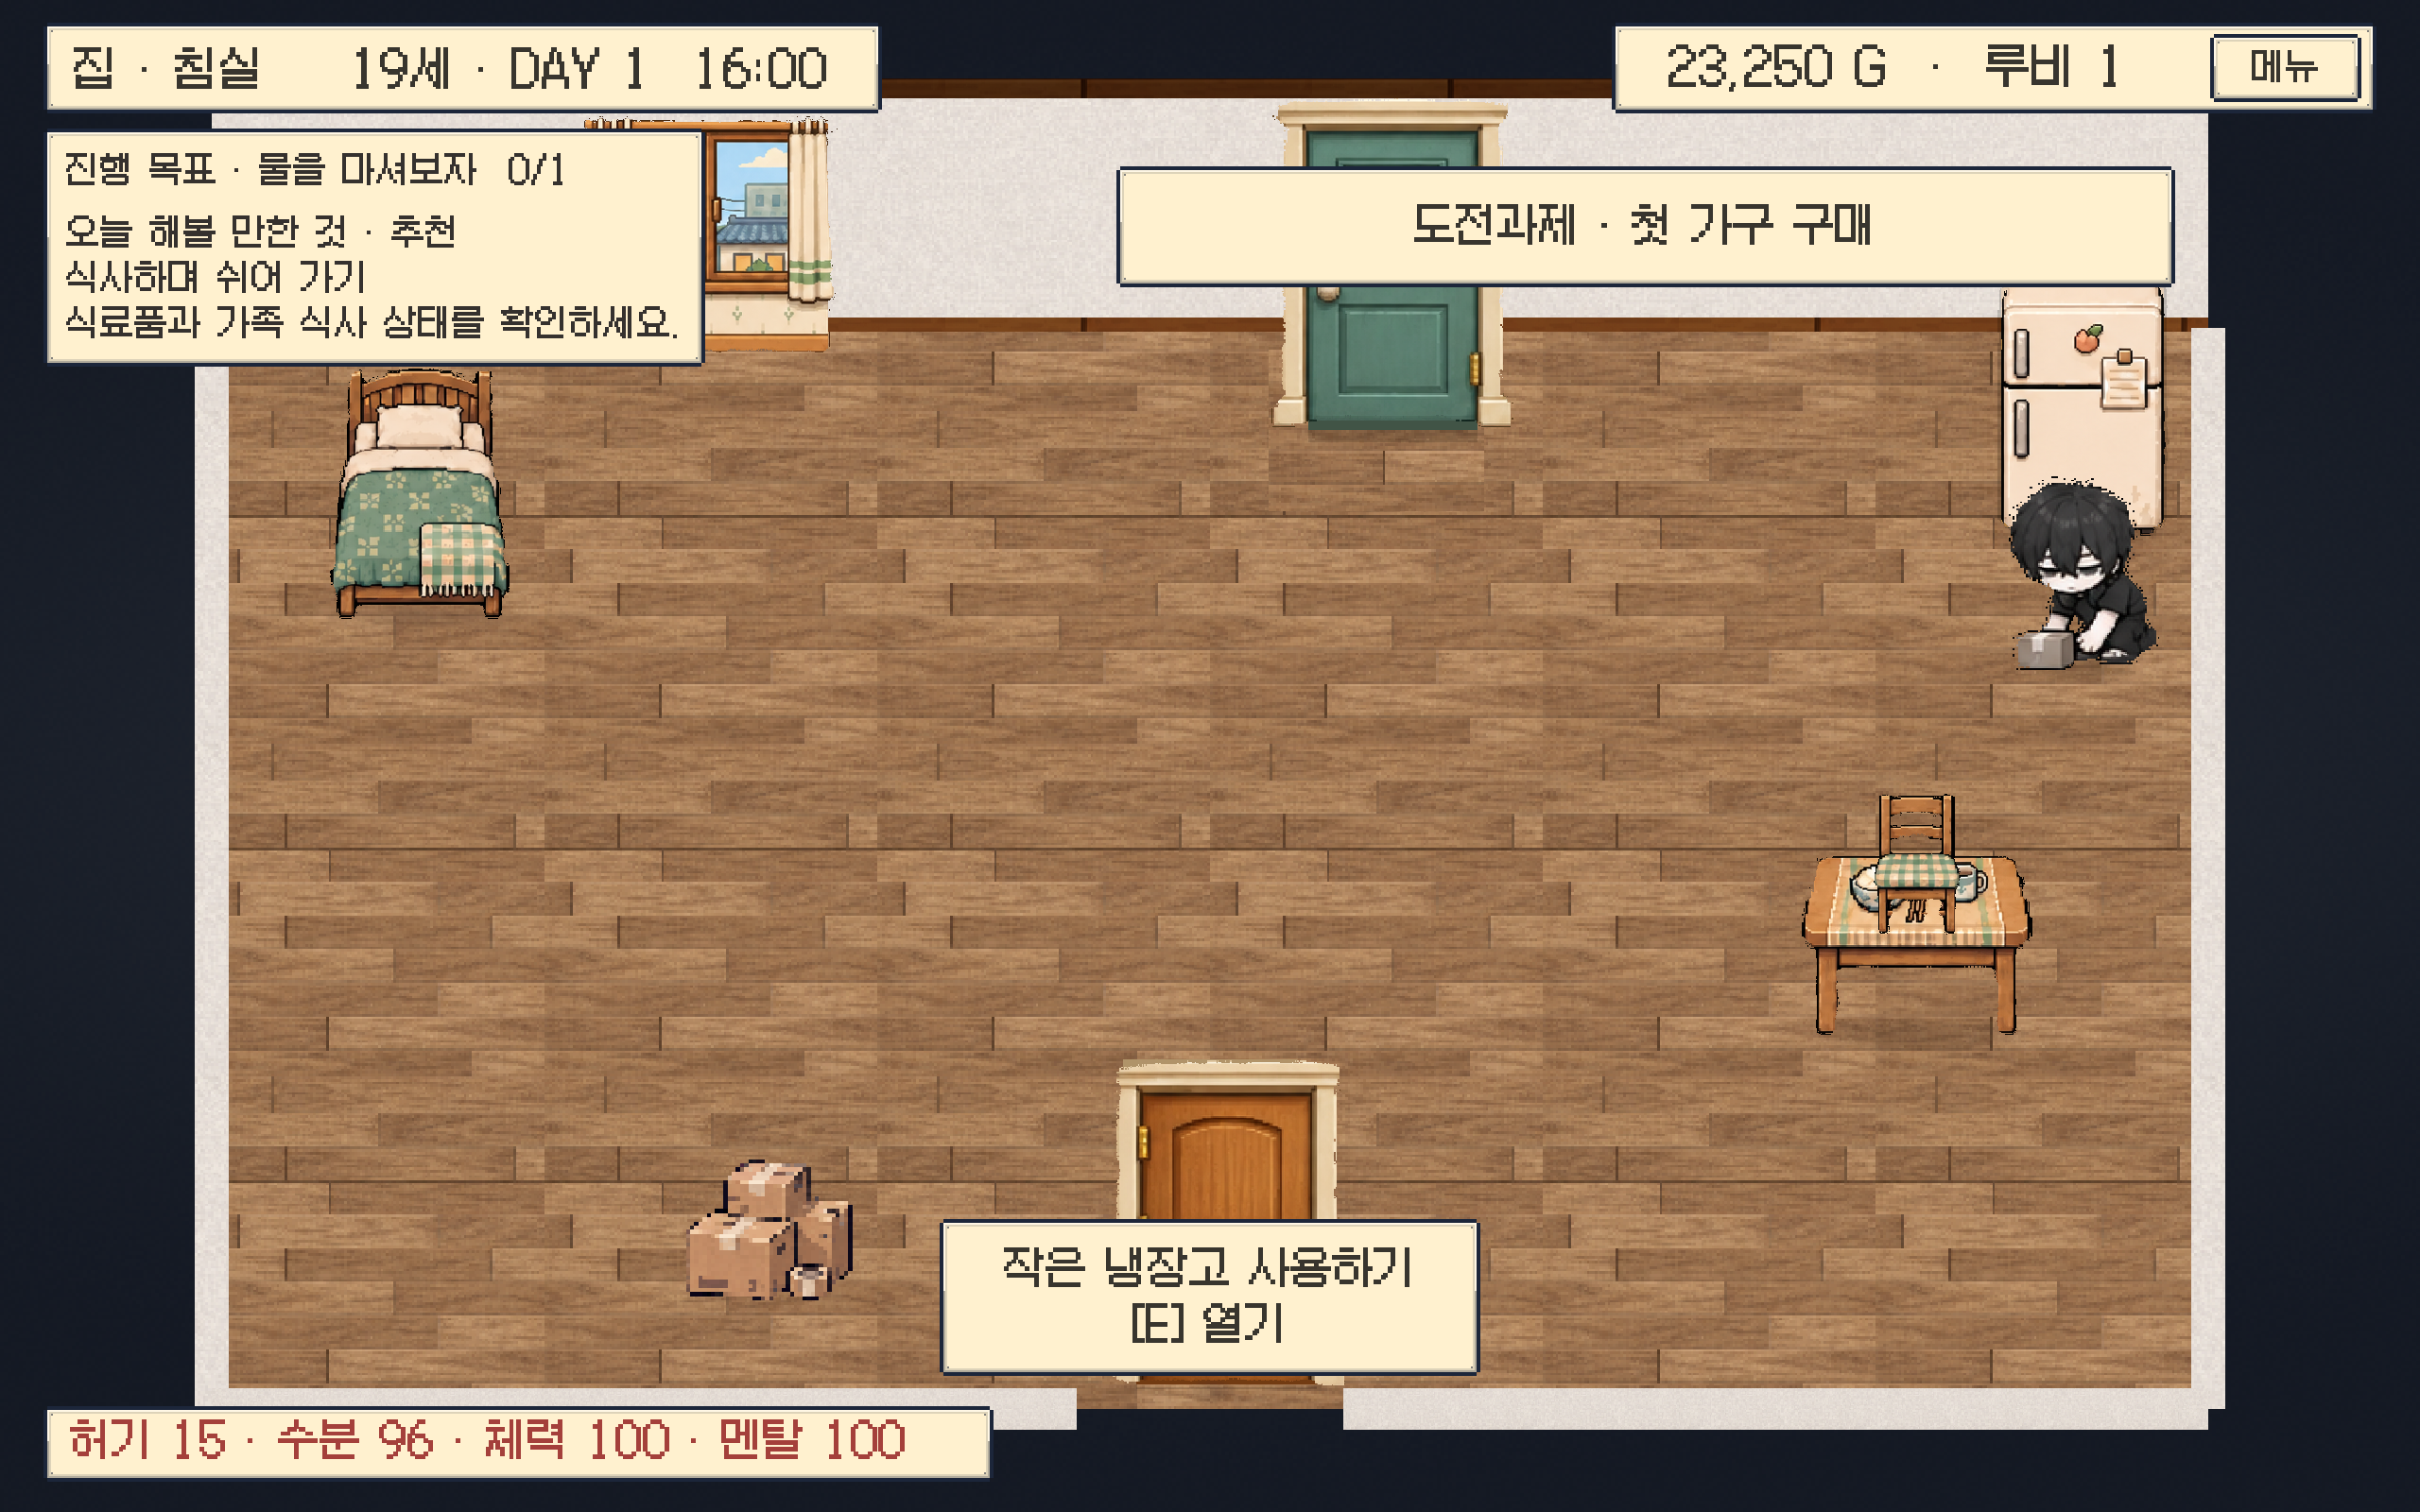 집 · 침실 19세 · DAY 1 16:00
23,250 G · 루비 1
메뉴
진행 목표 · 물을 마셔보자 0/1
오늘 해볼 만한 것 · 추천
식사하며 쉬어 가기
식료품과 가족 식사 상태를 확인하세요.
도전과제 · 첫 가구 구매
작은 냉장고 사용하기
[E] 열기
허기 15 · 수분 96 · 체력 100 · 멘탈 100